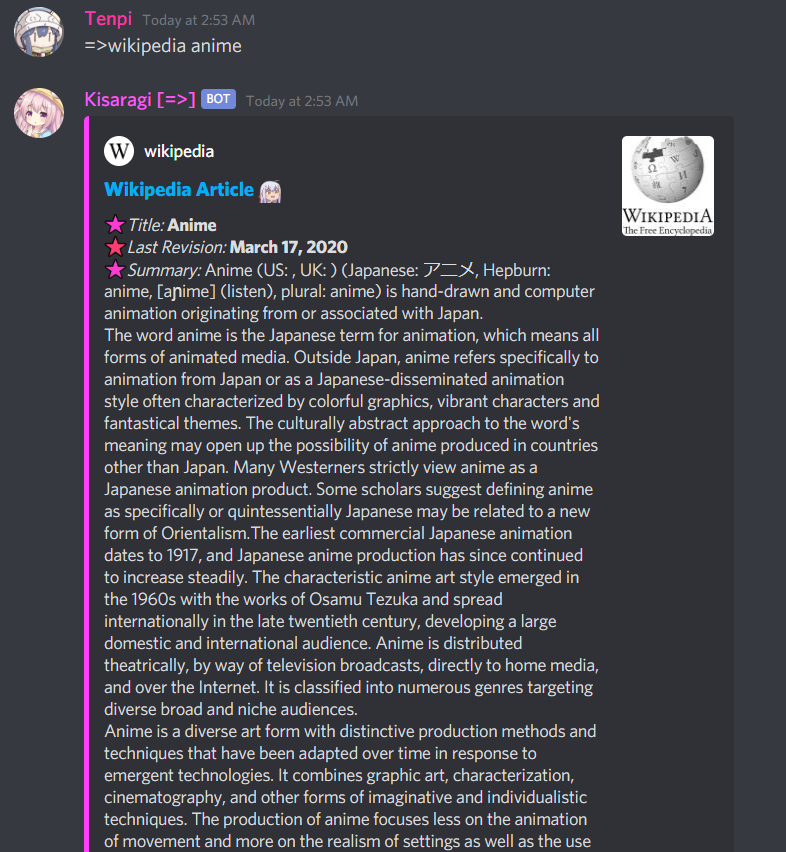 Tenpi Today at 2:53 AM
=>wikipedia anime
Kisaragi [=>] BOT Today at 2:53 AM
W wikipedia
Wikipedia Article
WIKIPEDIA
The Free Encyclopedia
Title: Anime
Last Revision: March 17, 2020
Summary: Anime (US: , UK: ) (Japanese: アニメ, Hepburn:
anime, [aɲime] (listen), plural: anime) is hand-drawn and computer
animation originating from or associated with Japan.
The word anime is the Japanese term for animation, which means all
forms of animated media. Outside Japan, anime refers specifically to
animation from Japan or as a Japanese-disseminated animation
style often characterized by colorful graphics, vibrant characters and
fantastical themes. The culturally abstract approach to the word's
meaning may open up the possibility of anime produced in countries
other than Japan. Many Westerners strictly view anime as a
Japanese animation product. Some scholars suggest defining anime
as specifically or quintessentially Japanese may be related to a new
form of Orientalism.The earliest commercial Japanese animation
dates to 1917, and Japanese anime production has since continued
to increase steadily. The characteristic anime art style emerged in
the 1960s with the works of Osamu Tezuka and spread
internationally in the late twentieth century, developing a large
domestic and international audience. Anime is distributed
theatrically, by way of television broadcasts, directly to home media,
and over the Internet. It is classified into numerous genres targeting
diverse broad and niche audiences.
Anime is a diverse art form with distinctive production methods and
techniques that have been adapted over time in response to
emergent technologies. It combines graphic art, characterization,
cinematography, and other forms of imaginative and individualistic
techniques. The production of anime focuses less on the animation
of movement and more on the realism of settings as well as the use